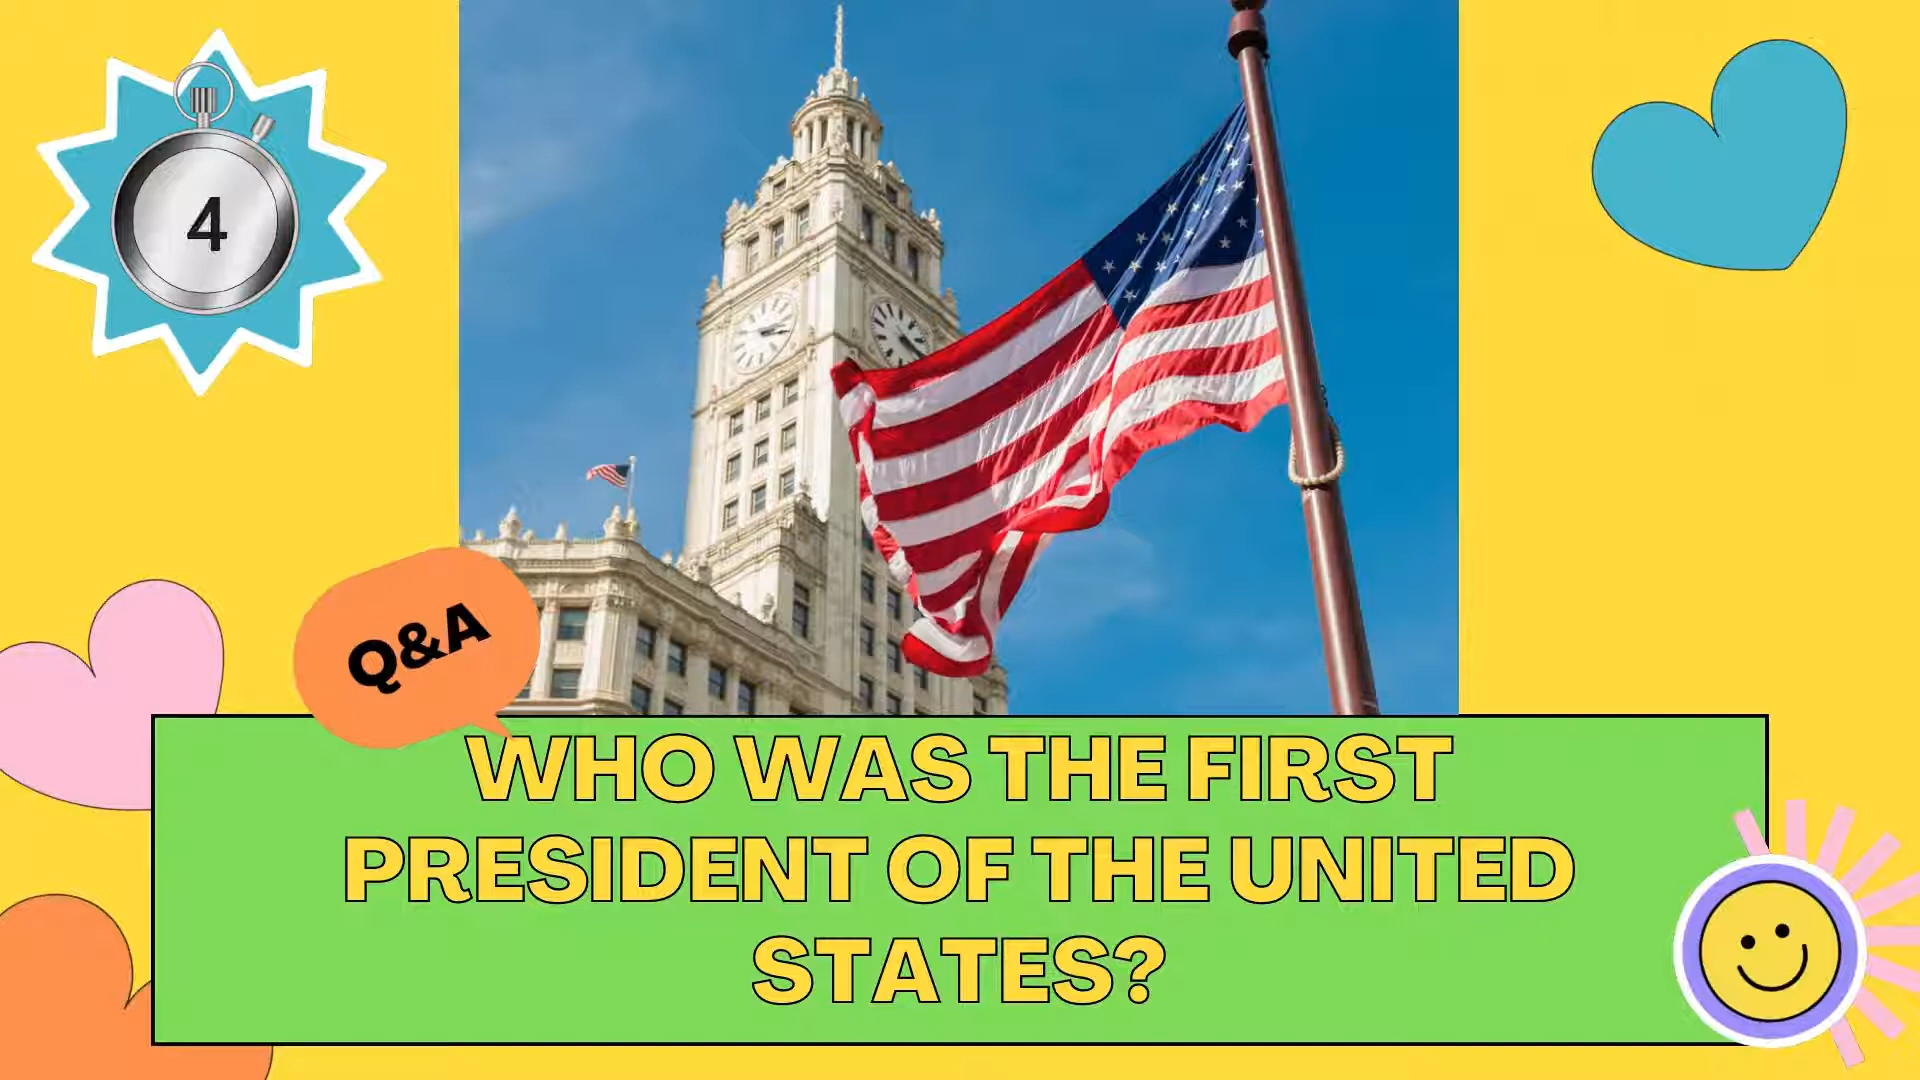 4
Q&A
WHO WAS THE FIRST
PRESIDENT OF THE UNITED
STATES?